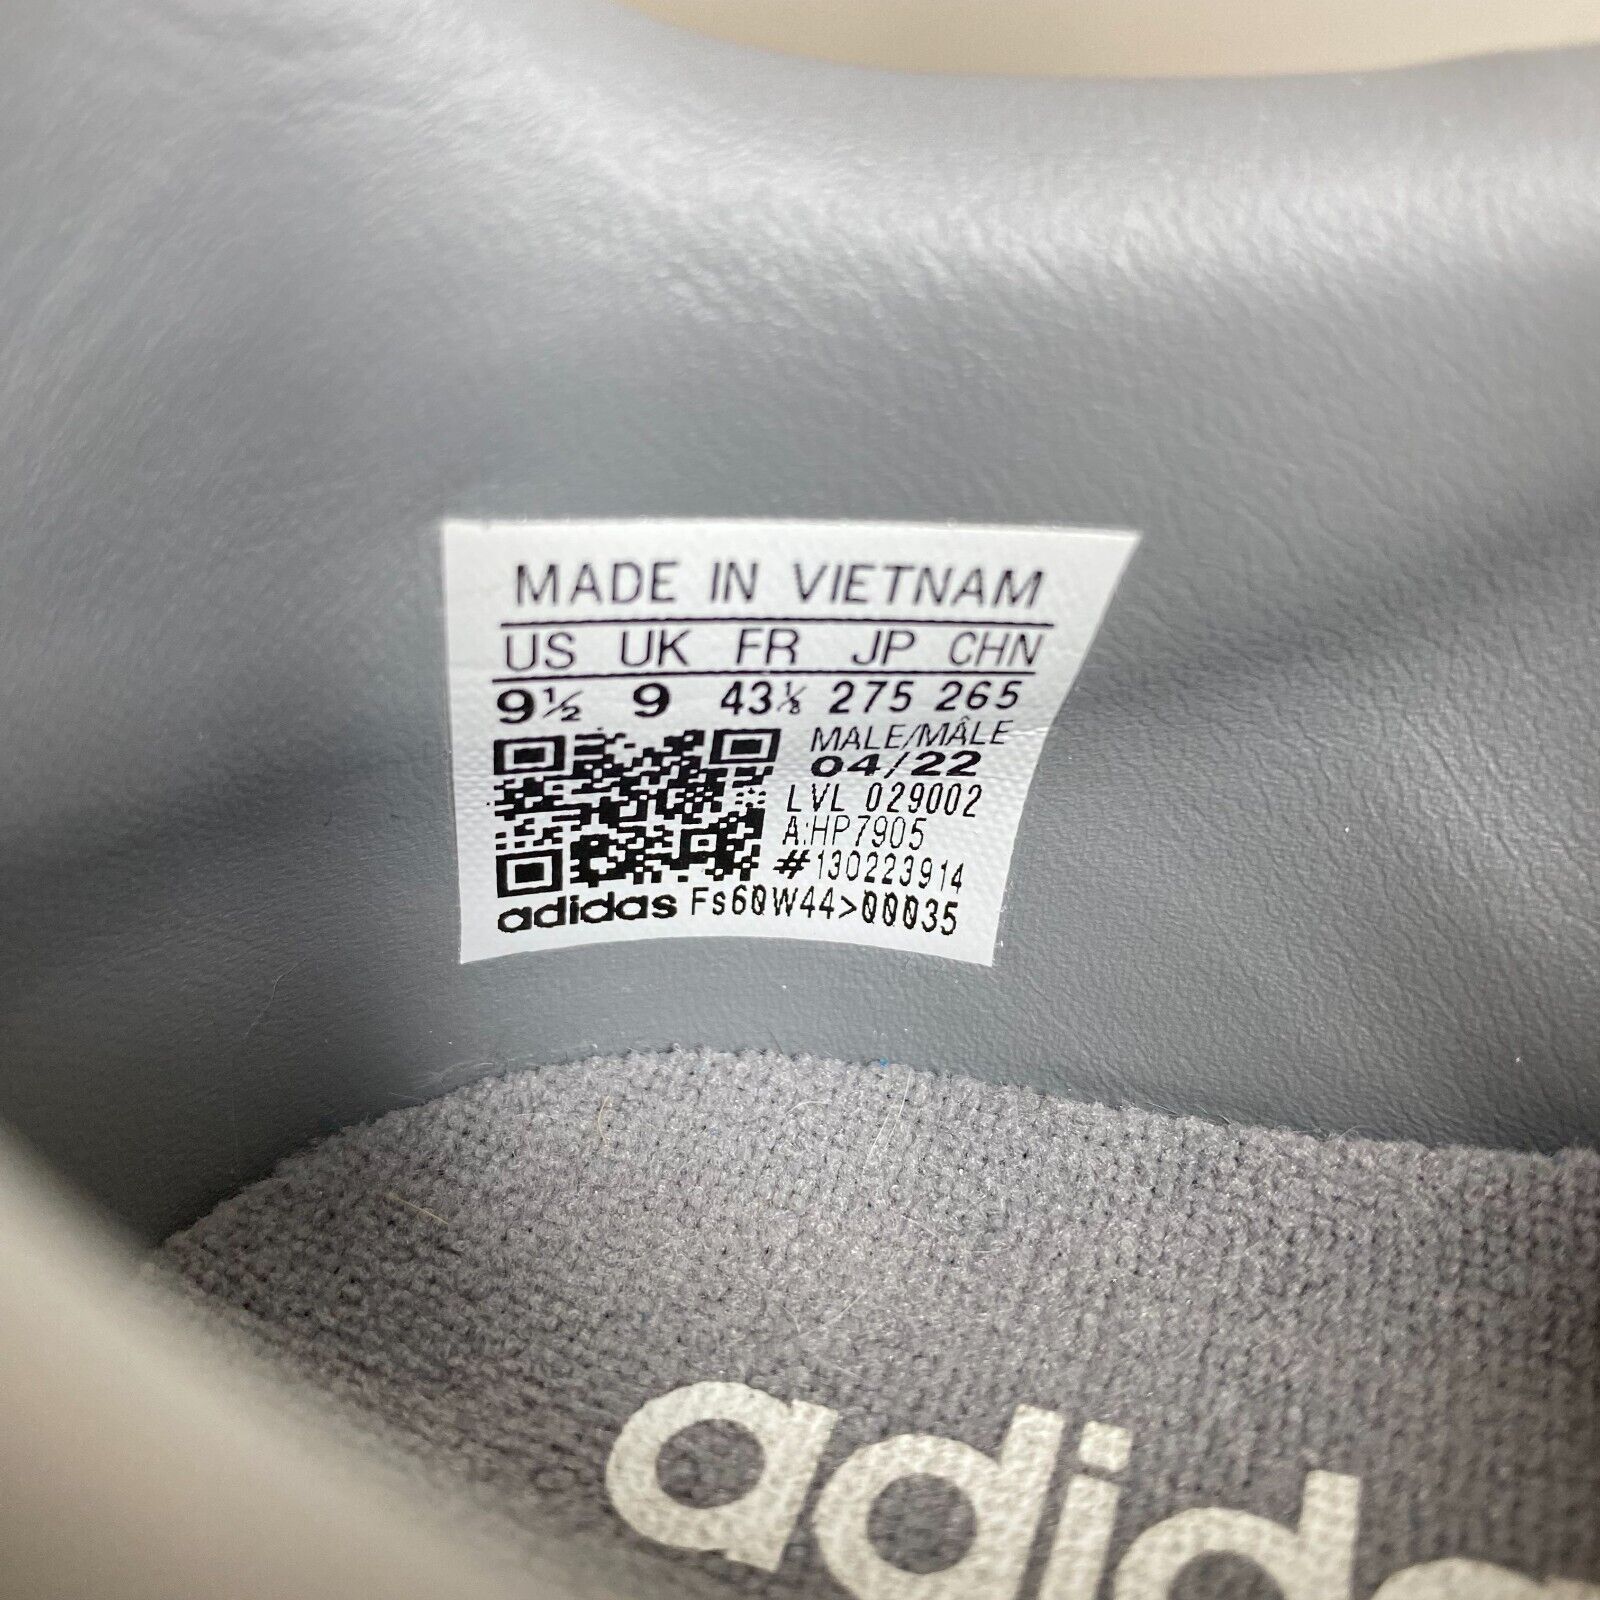 MADE IN VIETNAM
US UK FR JP CHN
9½ 9 43⅓ 275 265
MALE/MÂLE
04/22
LVL 029002
A:HP7905
#130223914
adidas Fs60W44>00035
adidas